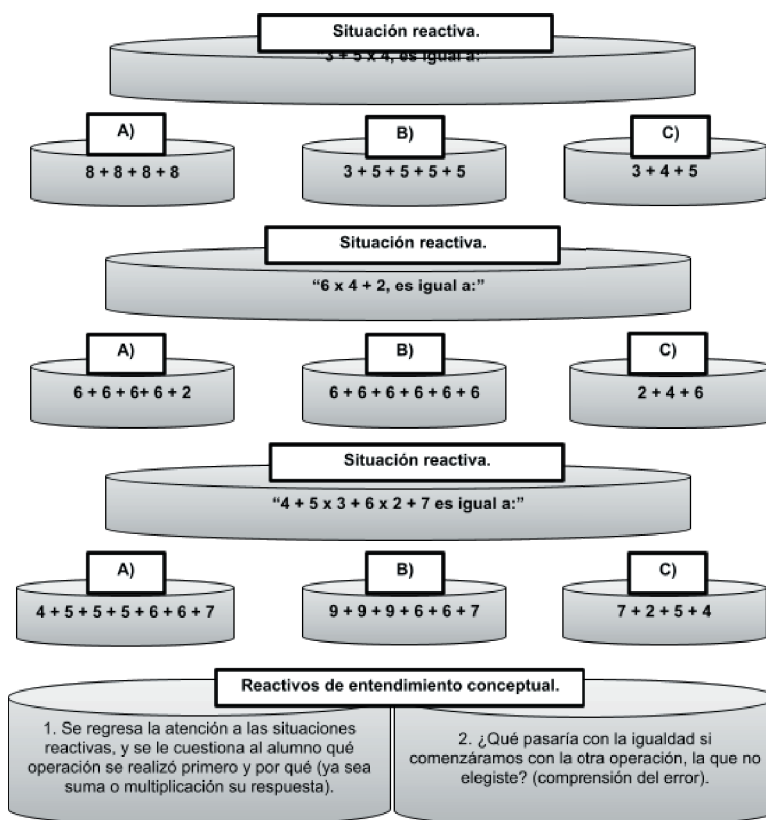 Situación reactiva.
"3 + 5 x 4, es igual a:"
A)
8 + 8 + 8 + 8
B)
3 + 5 + 5 + 5 + 5
C)
3 + 4 + 5
Situación reactiva.
“6 x 4 + 2, es igual a:”
A)
6 + 6 + 6+ 6 + 2
B)
6 + 6 + 6 + 6 + 6 + 6
C)
2 + 4 + 6
Situación reactiva.
“4 + 5 x 3 + 6 x 2 + 7 es igual a:”
A)
4 + 5 + 5 + 5 + 6 + 6 + 7
B)
9 + 9 + 9 + 6 + 6 + 7
C)
7 + 2 + 5 + 4
Reactivos de entendimiento conceptual.
1. Se regresa la atención a las situaciones
reactivas, y se le cuestiona al alumno qué
operación se realizó primero y por qué (ya sea
suma o multiplicación su respuesta).
2. ¿Qué pasaría con la igualdad si
comenzáramos con la otra operación, la que no
elegiste? (comprensión del error).